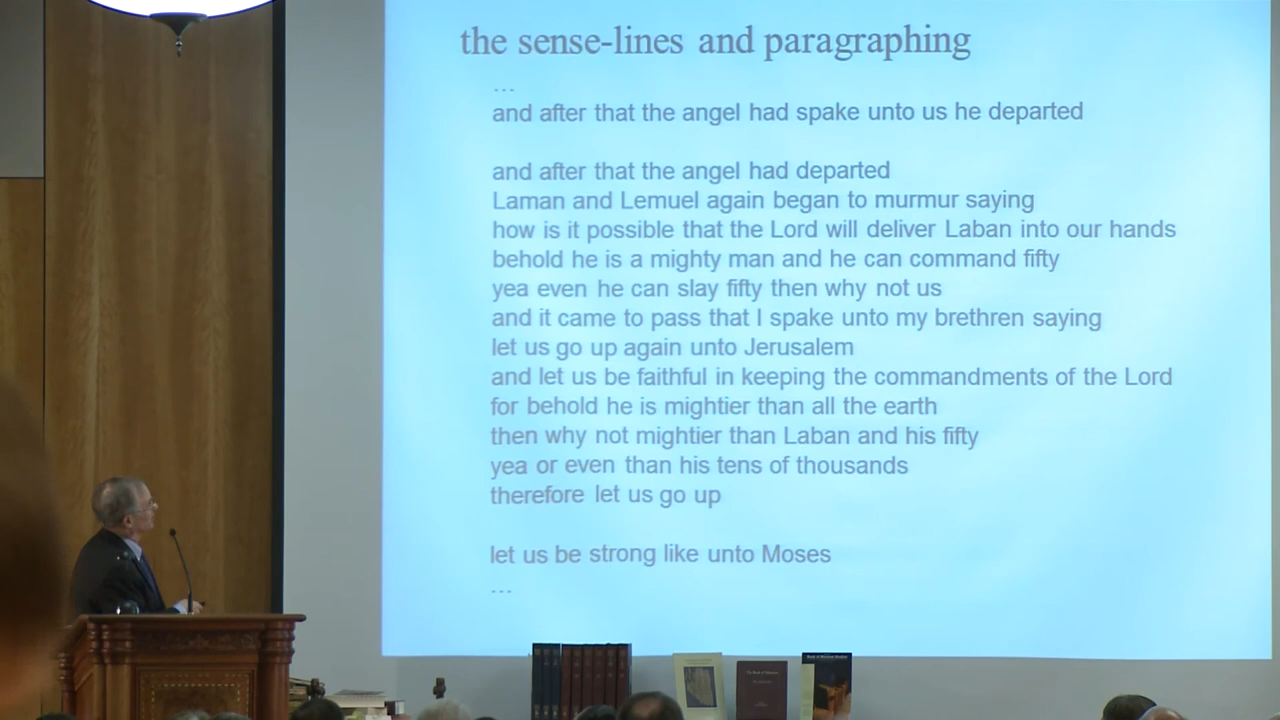 the sense-lines and paragraphing
...
and after that the angel had spake unto us he departed
and after that the angel had departed
Laman and Lemuel again began to murmur saying
how is it possible that the Lord will deliver Laban into our hands
behold he is a mighty man and he can command fifty
yea even he can slay fifty then why not us
and it came to pass that I spake unto my brethren saying
let us go up again unto Jerusalem
and let us be faithful in keeping the commandments of the Lord
for behold he is mightier than all the earth
then why not mightier than Laban and his fifty
yea or even than his tens of thousands
therefore let us go up
let us be strong like unto Moses
...